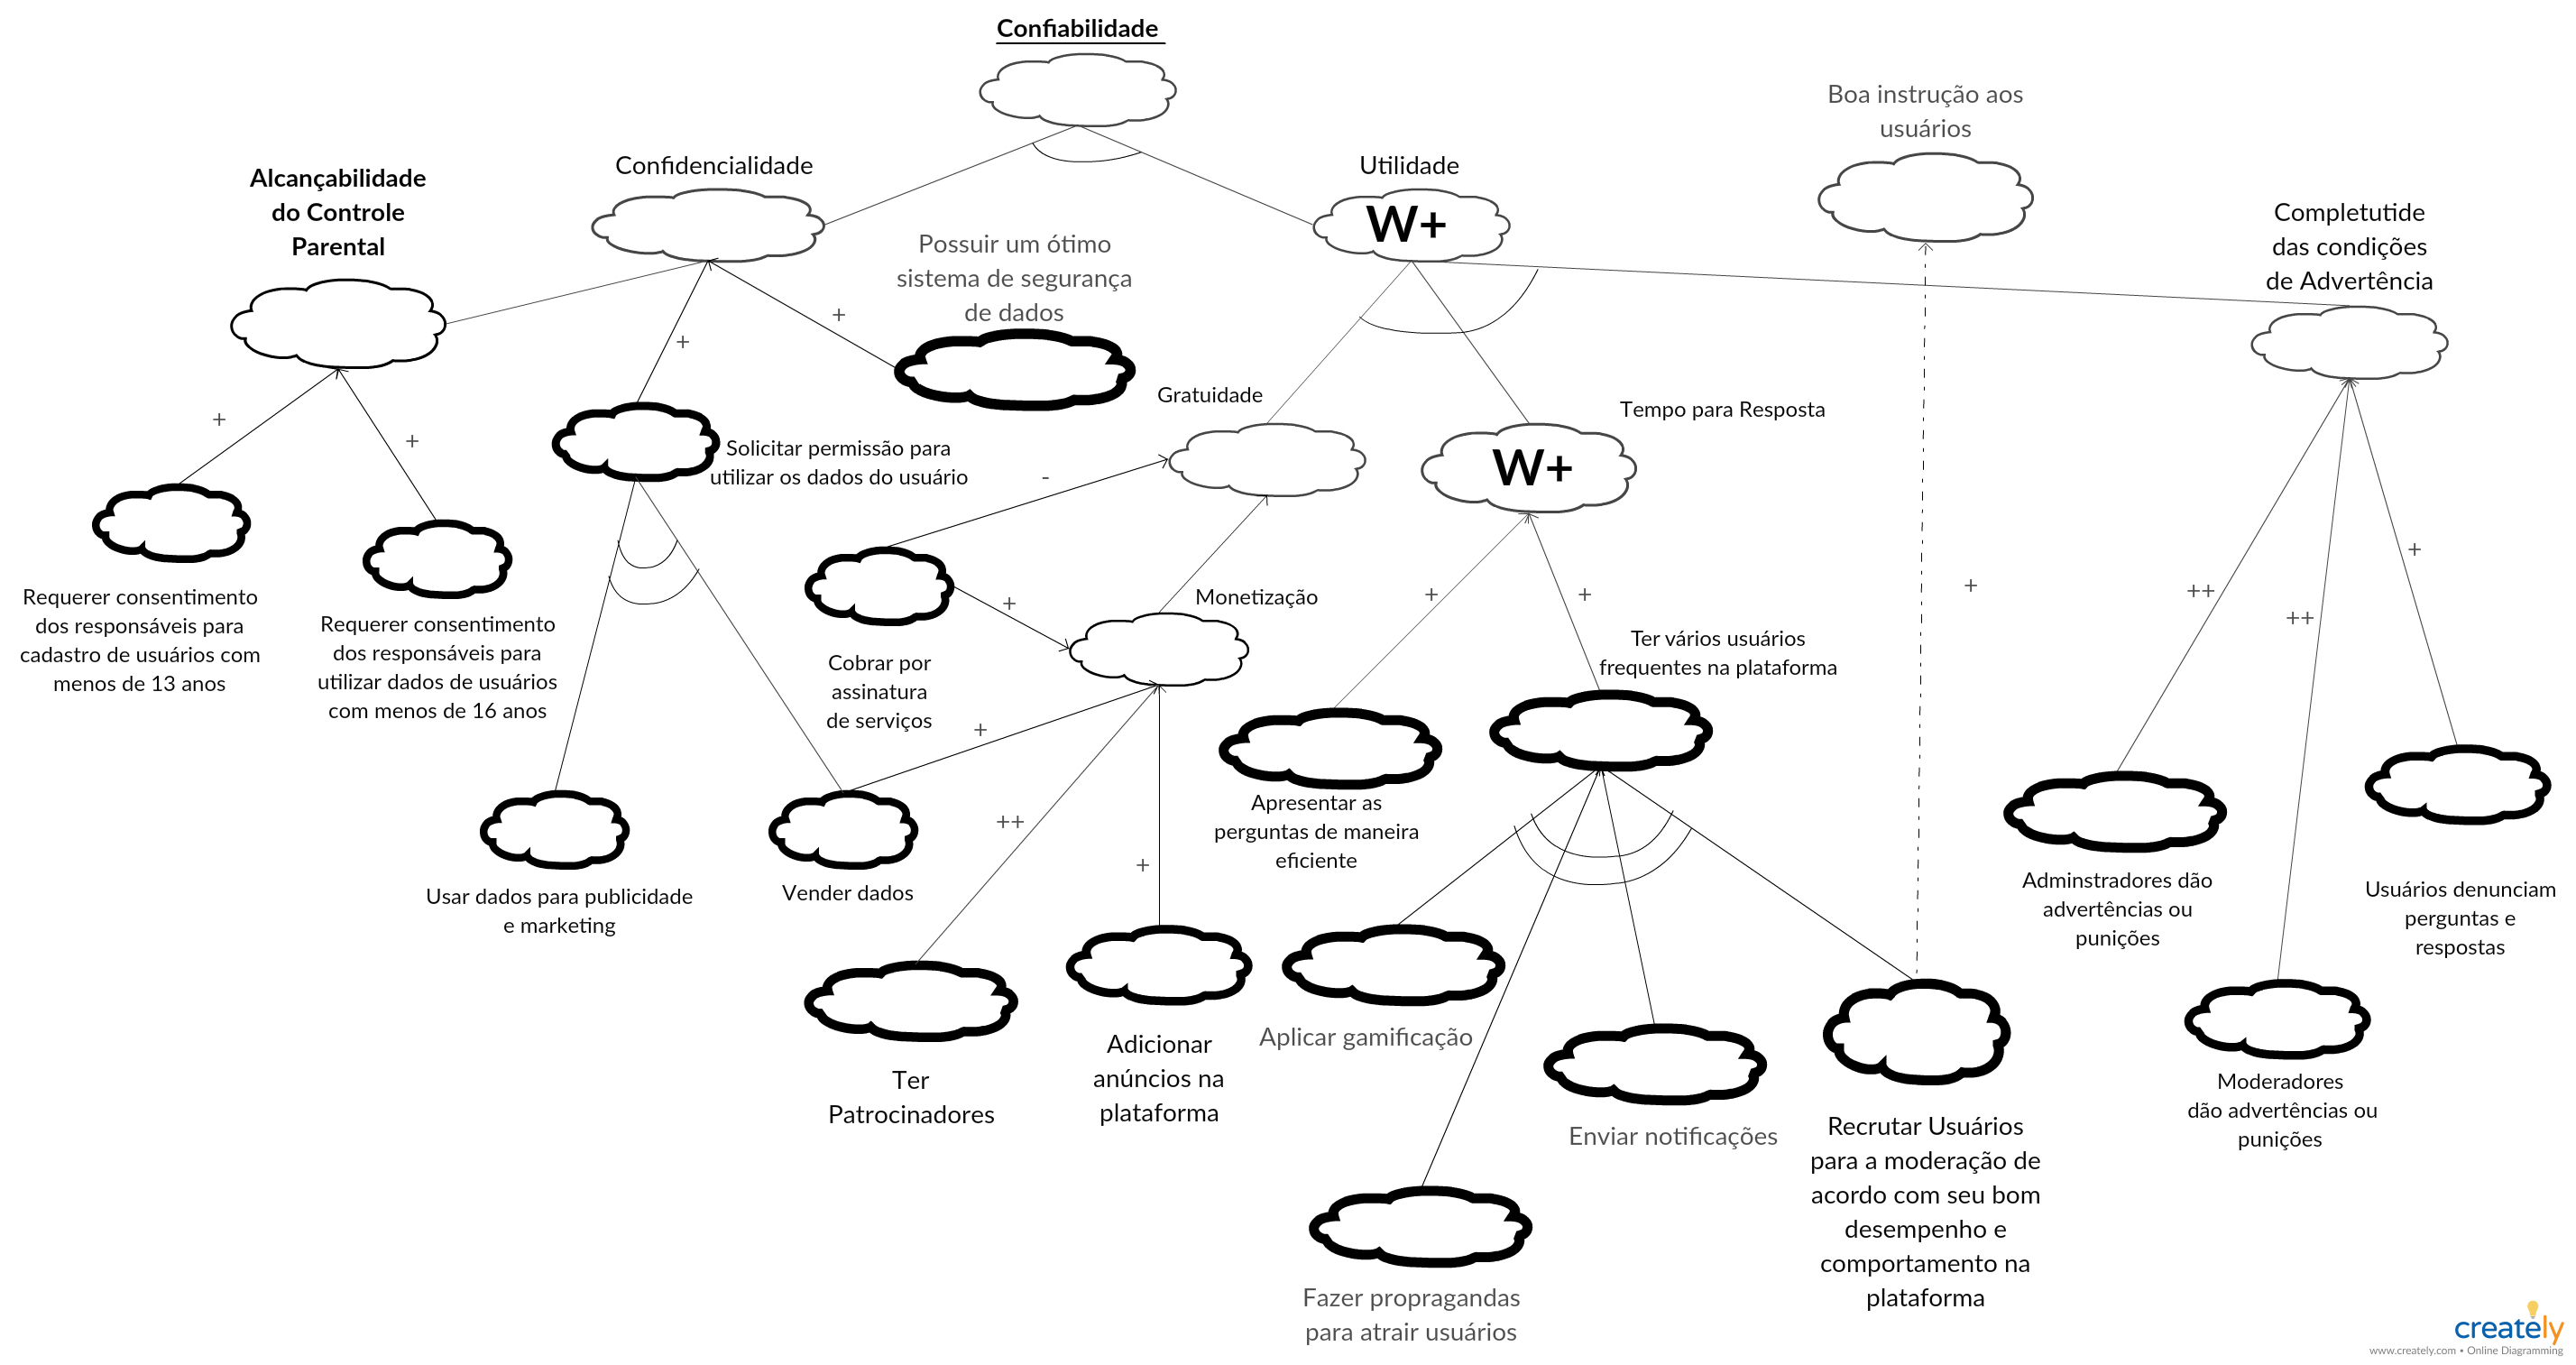 Confiabilidade
Boa instrução aos
usuários
Confidencialidade
Utilidade
Alcançabilidade
do Controle
Parental
W+
Completutide
das condições
de Advertência
Possuir um ótimo
sistema de segurança
de dados
+
+
Gratuidade
Tempo para Resposta
+
+
Solicitar permissão para
utilizar os dados do usuário
-
W+
+
Requerer consentimento
dos responsáveis para
cadastro de usuários com
menos de 13 anos
Requerer consentimento
dos responsáveis para
utilizar dados de usuários
com menos de 16 anos
+
Monetização
+
+
+
++
++
Cobrar por
assinatura
de serviços
Ter vários usuários
frequentes na plataforma
+
++
+
Apresentar as
perguntas de maneira
eficiente
Usar dados para publicidade
e marketing
Vender dados
Adminstradores dão
advertências ou
punições
Usuários denunciam
perguntas e
respostas
Ter
Patrocinadores
Adicionar
anúncios na
plataforma
Aplicar gamificação
Enviar notificações
Recrutar Usuários
para a moderação de
acordo com seu bom
desempenho e
comportamento na
plataforma
Moderadores
dão advertências ou
punições
Fazer propragandas
para atrair usuários
creately
www.creately.com • Online Diagramming